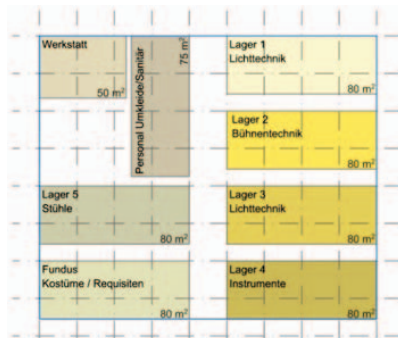 Werkstatt
50 m²
Personal Umkleide/Sanitär
75 m²
Lager 1
Lichttechnik
80 m²
Lager 2
Bühnentechnik
80 m²
Lager 5
Stühle
80 m²
Lager 3
Lichttechnik
80 m²
Fundus
Kostüme / Requisiten
80 m²
Lager 4
Instrumente
80 m²